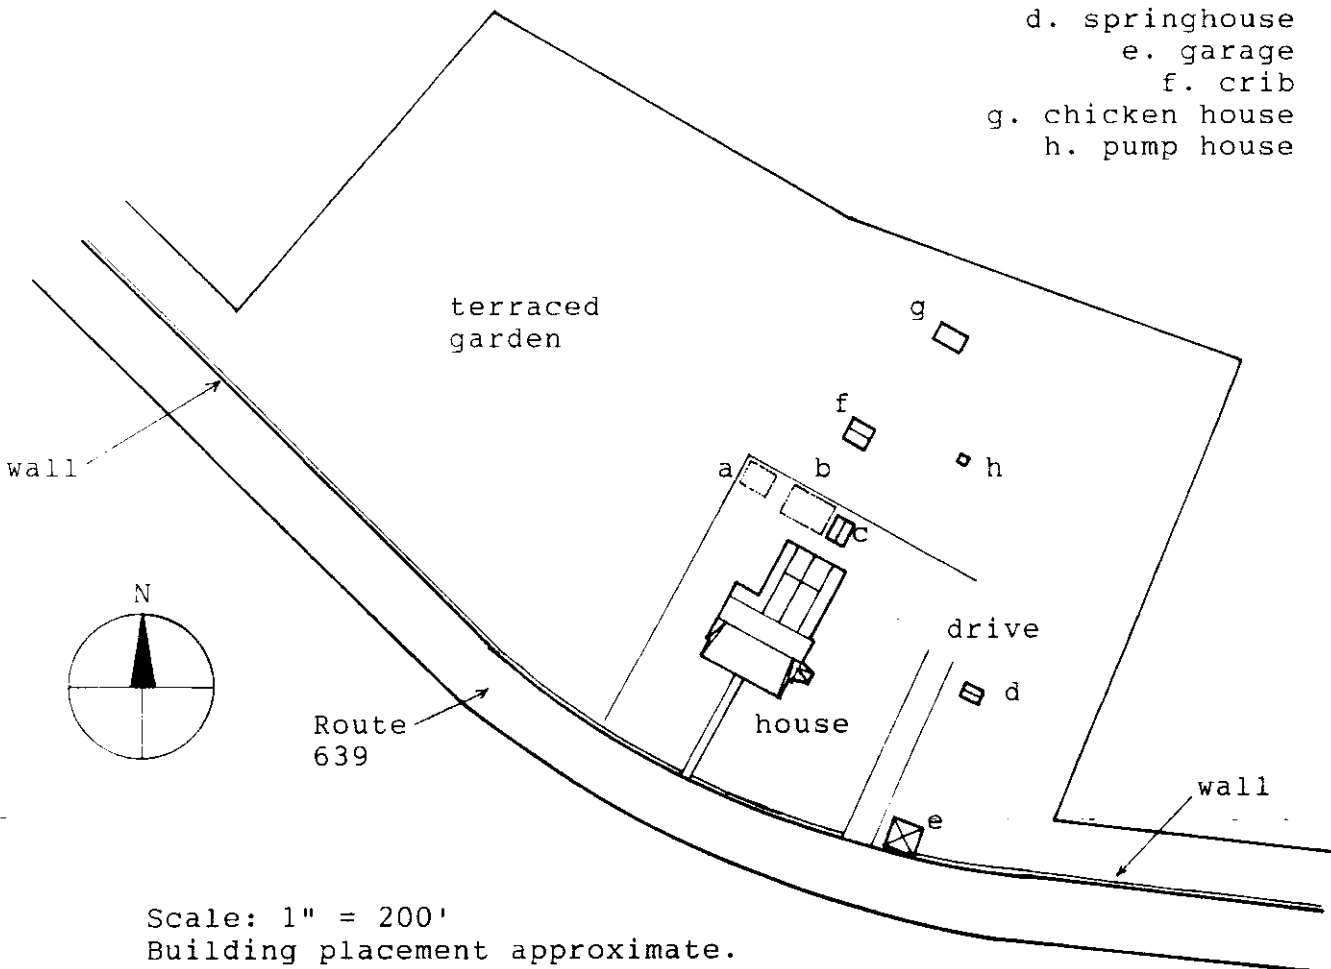 d. springhouse
e. garage
f. crib
g. chicken house
h. pump house
terraced
garden
g
f
wall
a
b
h
c
N
drive
d
Route
639
house
wall
e
Scale: 1" = 200'
Building placement approximate.